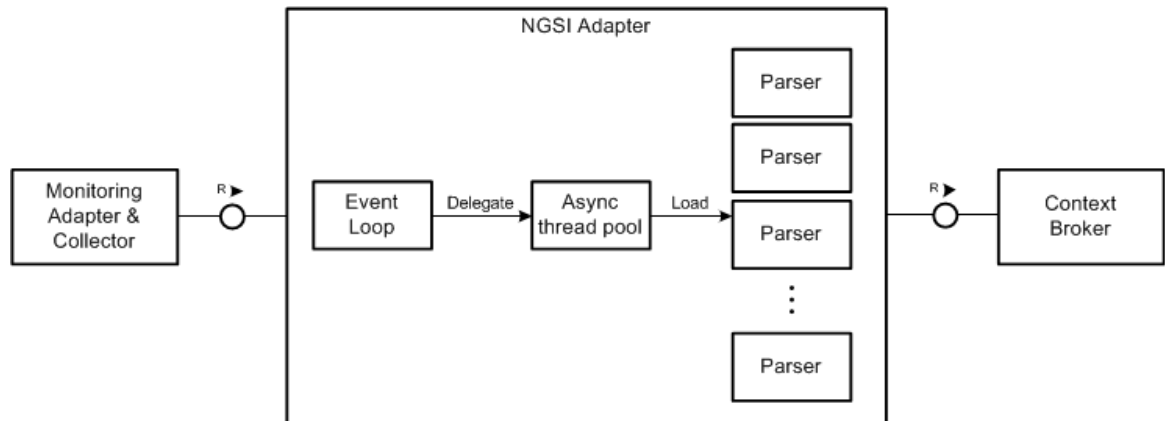 NGSI Adapter
Parser
Parser
Monitoring
Adapter &
Collector
R
Event
Loop
Delegate
Async
thread pool
Load
Parser
R
Context
Broker
Parser